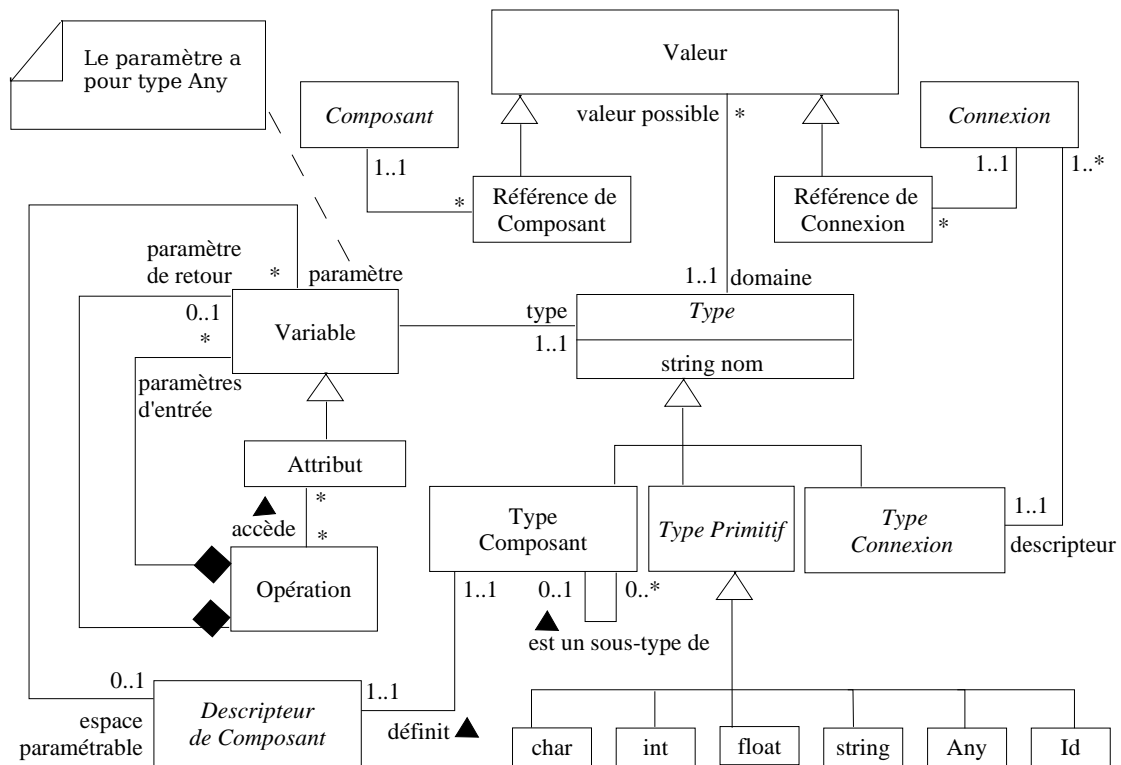 Le paramètre a
pour type Any
Valeur
Composant
valeur possible
*
Connexion
1..1
*
Référence de
Composant
Référence de
Connexion
1..1
*
1..*
paramètre
de retour
*
paramètre
0..1
*
Variable
paramètres
d'entrée
type
1..1
1..1
domaine
Type
string nom
Attribut
*
accède
*
Opération
Type
Composant
Type Primitif
Type
Connexion
1..1
descripteur
1..1
0..1
0..*
est un sous-type de
0..1
espace
paramétrable
Descripteur
de Composant
1..1
définit
char
int
float
string
Any
Id